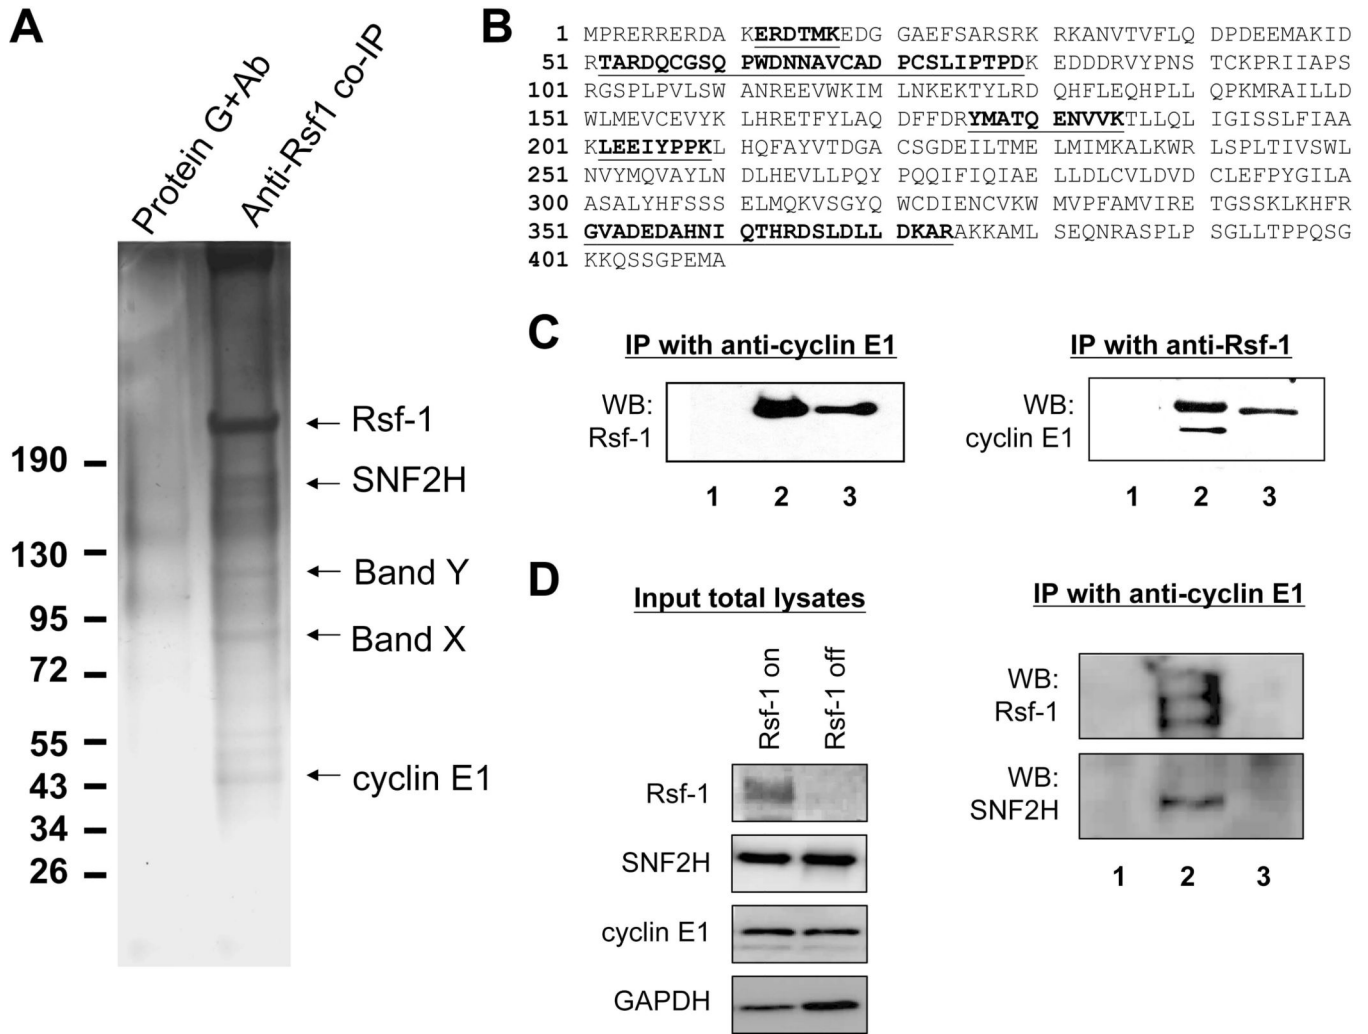 A
Protein G+Ab
Anti-Rsf1 co-IP
190
130
95
72
55
43
34
26
Rsf-1
SNF2H
Band Y
Band X
cyclin E1
B
1 MPRERRERDA KERDTMKEDG GAEFSARSRK RKANVTVFLQ DPDEEMAKID
51 RTARDQCGSQ PWDNNAVCAD PCSLIPTPDK EDDDRVYPNS TCKPRIIAPS
101 RGSPLPVLSW ANREEVWKIM LNKEKTYLRD QHFLEQHPLL QPKMRAILLD
151 WLMEVCEVYK LHRETFYLAQ DFFDRYMATQ ENVVKTLLQL IGISSLFIAA
201 KLEEIYPPKL HQFAYVTDGA CSGDEILTME LMIMKALKWR LSPLTIVSWL
251 NVYMQVAYLN DLHEVLLPQY PQQIFIQIAE LLDLCVLDVD CLEFPYGILA
300 ASALYHFSSS ELMQKVSGYQ WCDIENCVKW MVPFAMVIRE TGSSKLKHFR
351 GVADEDAHNI QTHRDSLDLL DKARAKKAML SEQNRASPLP SGLLTPPQSG
401 KKQSSGPEMA
C
IP with anti-cyclin E1
WB:
Rsf-1
1 2 3
IP with anti-Rsf-1
WB:
cyclin E1
1 2 3
D
Input total lysates
Rsf-1 on
Rsf-1 off
Rsf-1
SNF2H
cyclin E1
GAPDH
IP with anti-cyclin E1
WB:
Rsf-1
WB:
SNF2H
1 2 3